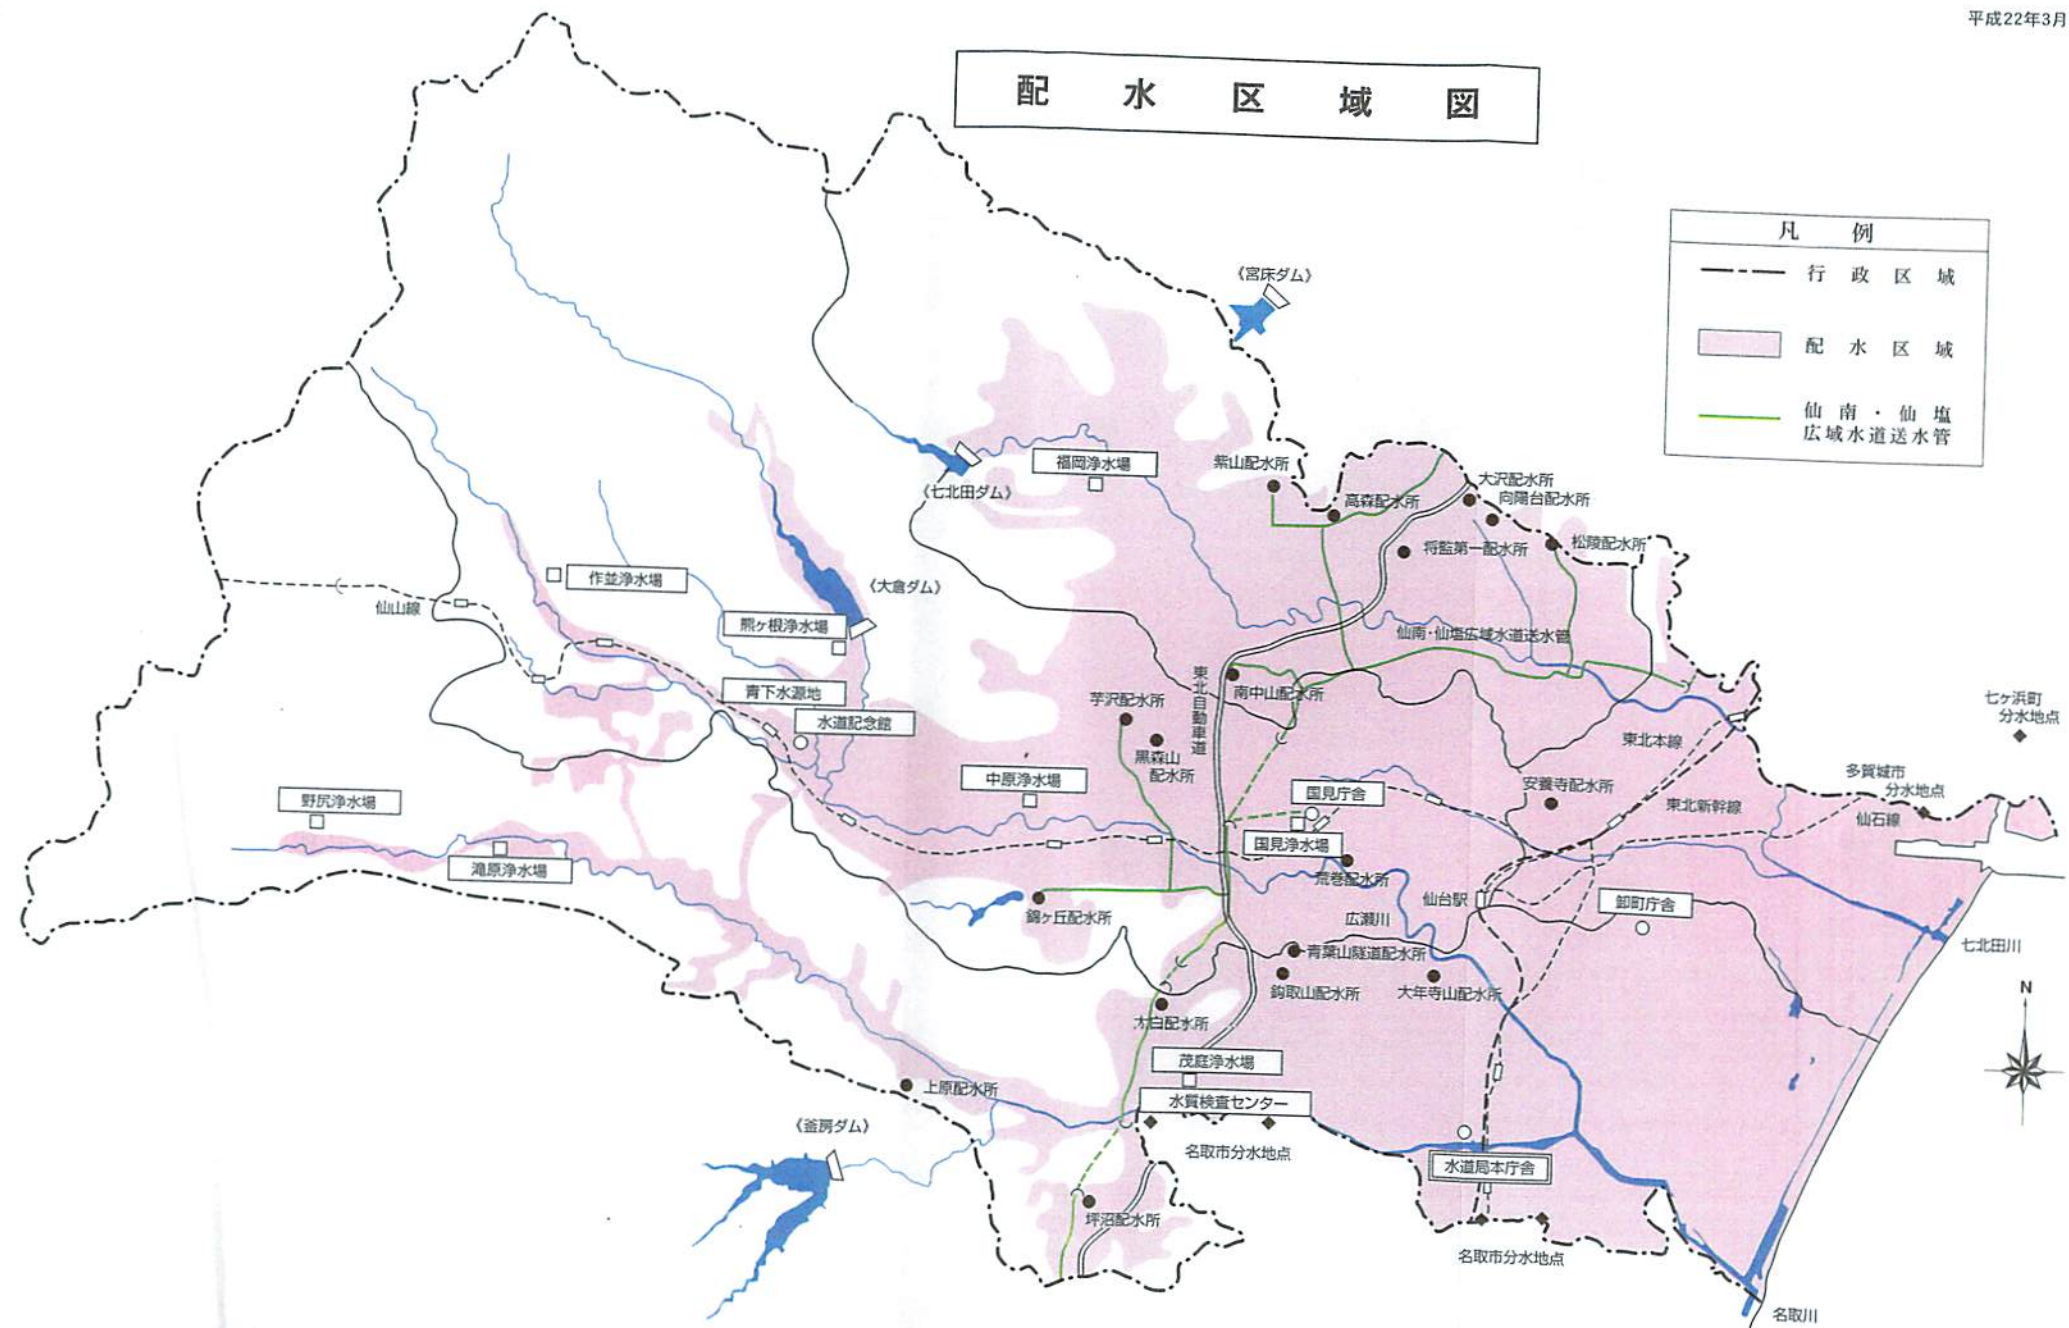 平成22年3月
配水区域図
凡例
行政区域
配水区域
仙南・仙塩
広域水道送水管
《宮床ダム》
福岡浄水場
紫山配水所
大沢配水所
向陽台配水所
《七北田ダム》
高森配水所
将監第一配水所
松陵配水所
作並浄水場
《大倉ダム》
仙山線
熊ヶ根浄水場
仙南・仙塩広域水道送水管
青下水源地
水道記念館
芋沢配水所
東北自動車道
南中山配水所
七ヶ浜町
分水地点
東北本線
黒森山
配水所
中原浄水場
国見庁舎
安養寺配水所
東北新幹線
多賀城市
分水地点
仙石線
野尻浄水場
国見浄水場
滝原浄水場
荒巻配水所
仙台駅
卸町庁舎
錦ヶ丘配水所
広瀬川
青葉山隧道配水所
七北田川
鈎取山配水所
大年寺山配水所
N
太白配水所
茂庭浄水場
上原配水所
水質検査センター
《釜房ダム》
名取市分水地点
水道局本庁舎
坪沼配水所
名取市分水地点
名取川